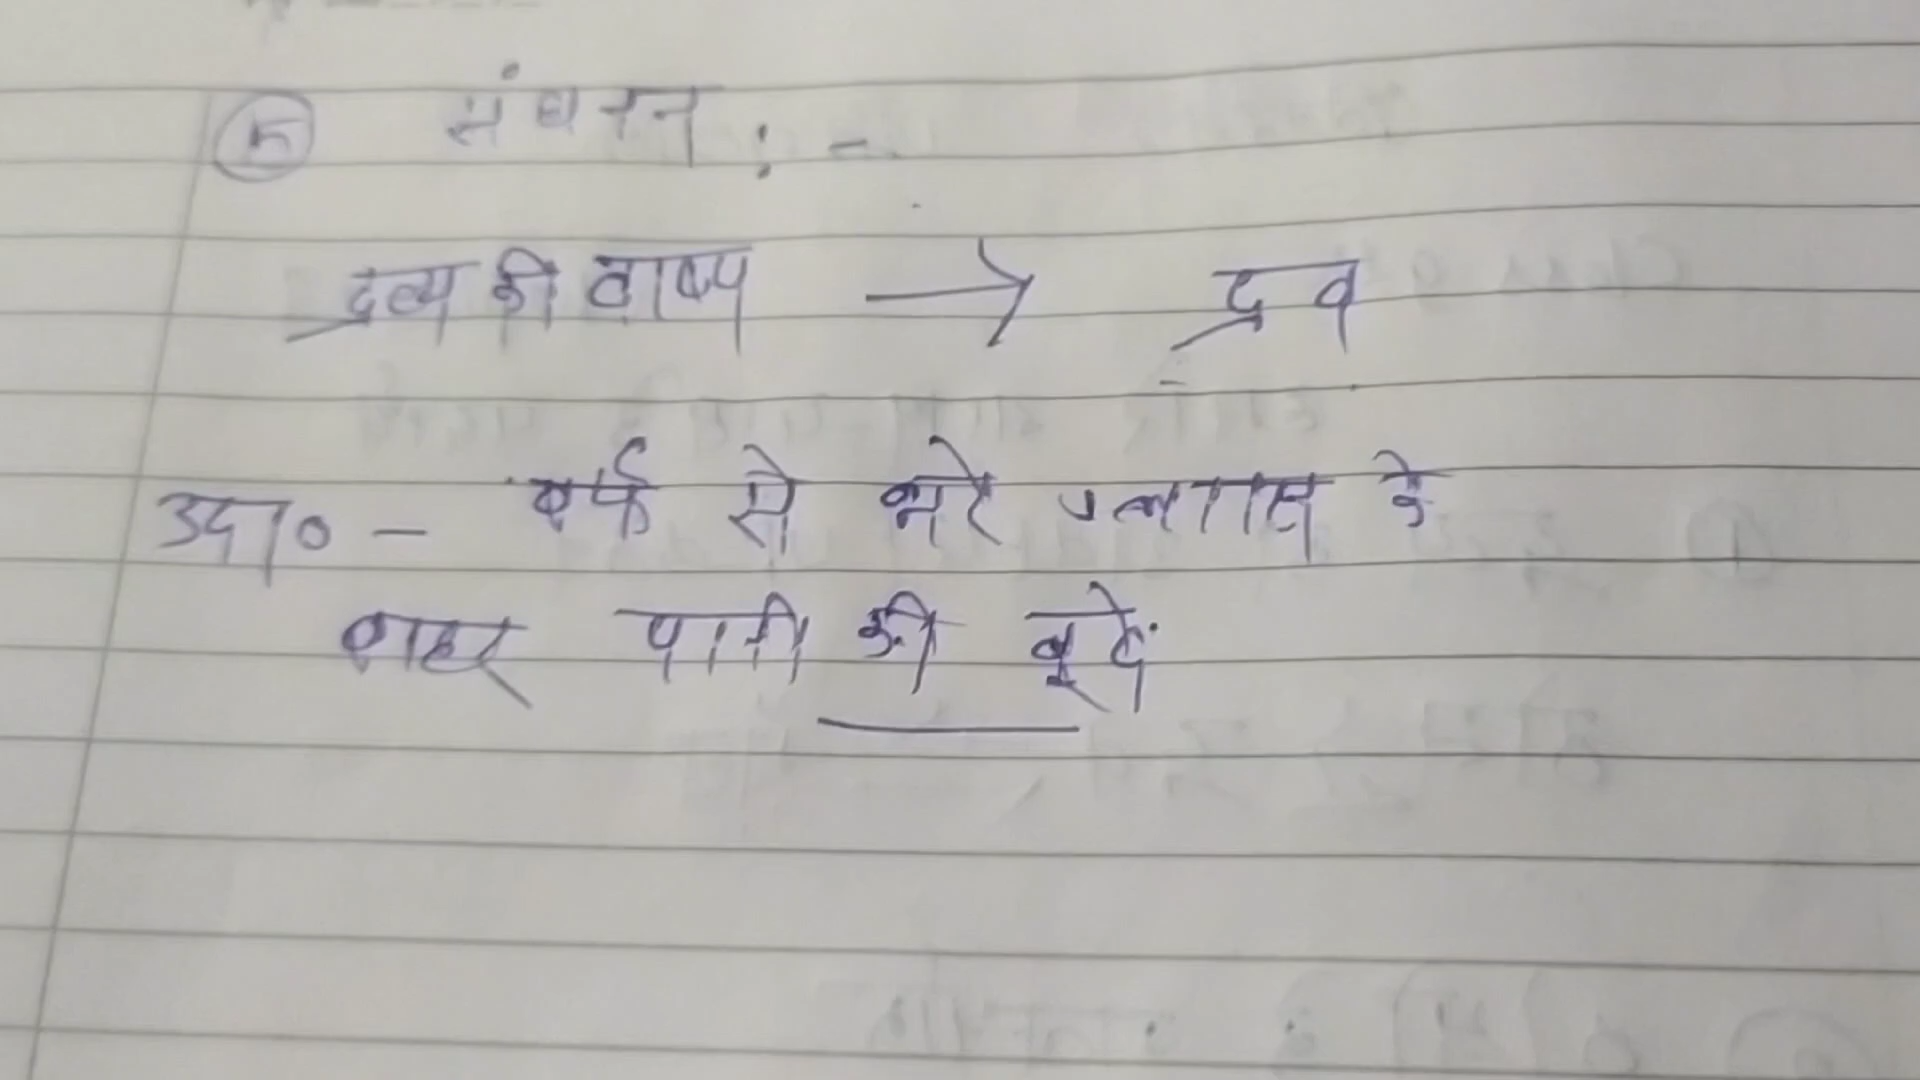 (5) संघनन :-
द्रव्य की वाष्प → द्रव
उदा० - बर्फ से भरे ग्लास के
बाहर पानी की बूंदें